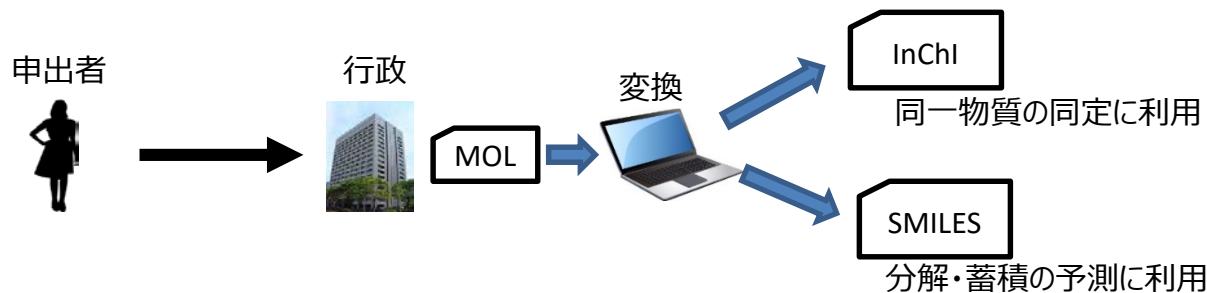 申出者
行政
MOL
変換
InChI
同一物質の同定に利用
SMILES
分解・蓄積の予測に利用